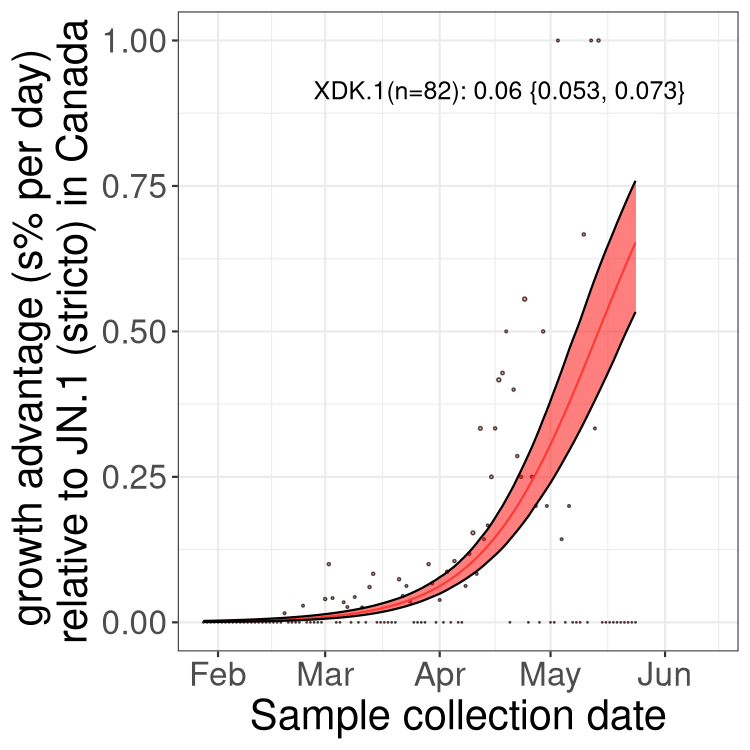 growth advantage (s% per day)
relative to JN.1 (stricto) in Canada
1.00
0.75
0.50
0.25
0.00
XDK.1(n=82): 0.06 {0.053, 0.073}
Feb Mar Apr May Jun
Sample collection date